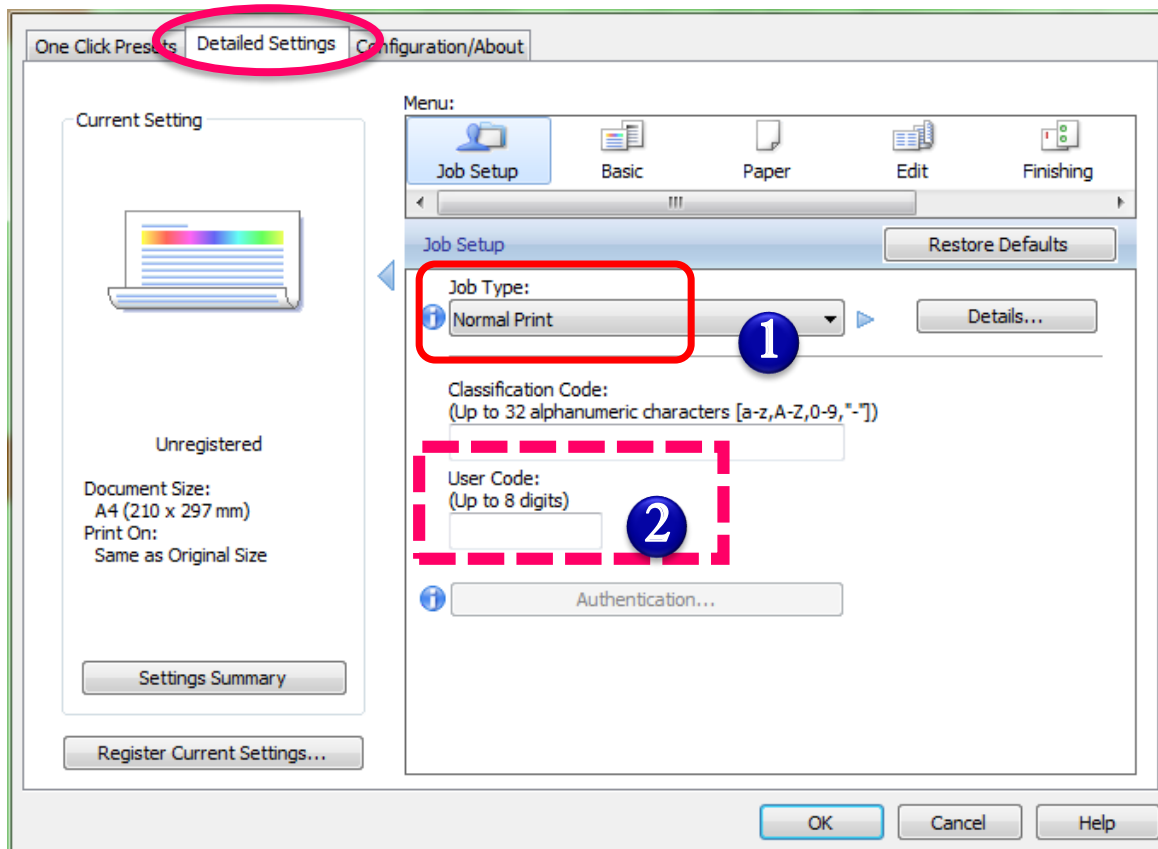 One Click Presets Detailed Settings Configuration/About
Current Setting
Unregistered
Document Size:
A4 (210 x 297 mm)
Print On:
Same as Original Size
Settings Summary
Register Current Settings...
Menu:
Job Setup Basic Paper Edit Finishing
Job Setup Restore Defaults
Job Type:
Normal Print Details...
1
Classification Code:
(Up to 32 alphanumeric characters [a-z,A-Z,0-9,"-"])
User Code:
(Up to 8 digits)
2
Authentication...
OK Cancel Help